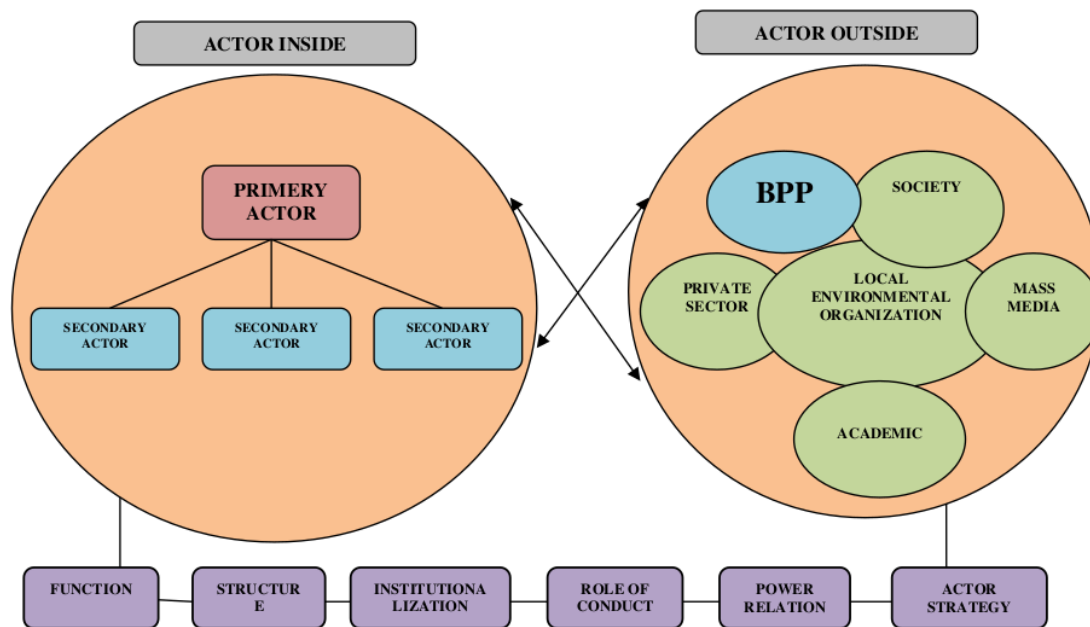 ACTOR INSIDE
ACTOR OUTSIDE
PRIMERY
ACTOR
SECONDARY
ACTOR
SECONDARY
ACTOR
SECONDARY
ACTOR
BPP
SOCIETY
PRIVATE
SECTOR
LOCAL
ENVIRONMENTAL
ORGANIZATION
MASS
MEDIA
ACADEMIC
FUNCTION
STRUCTUR
E
INSTITUTIONA
LIZATION
ROLE OF
CONDUCT
POWER
RELATION
ACTOR
STRATEGY